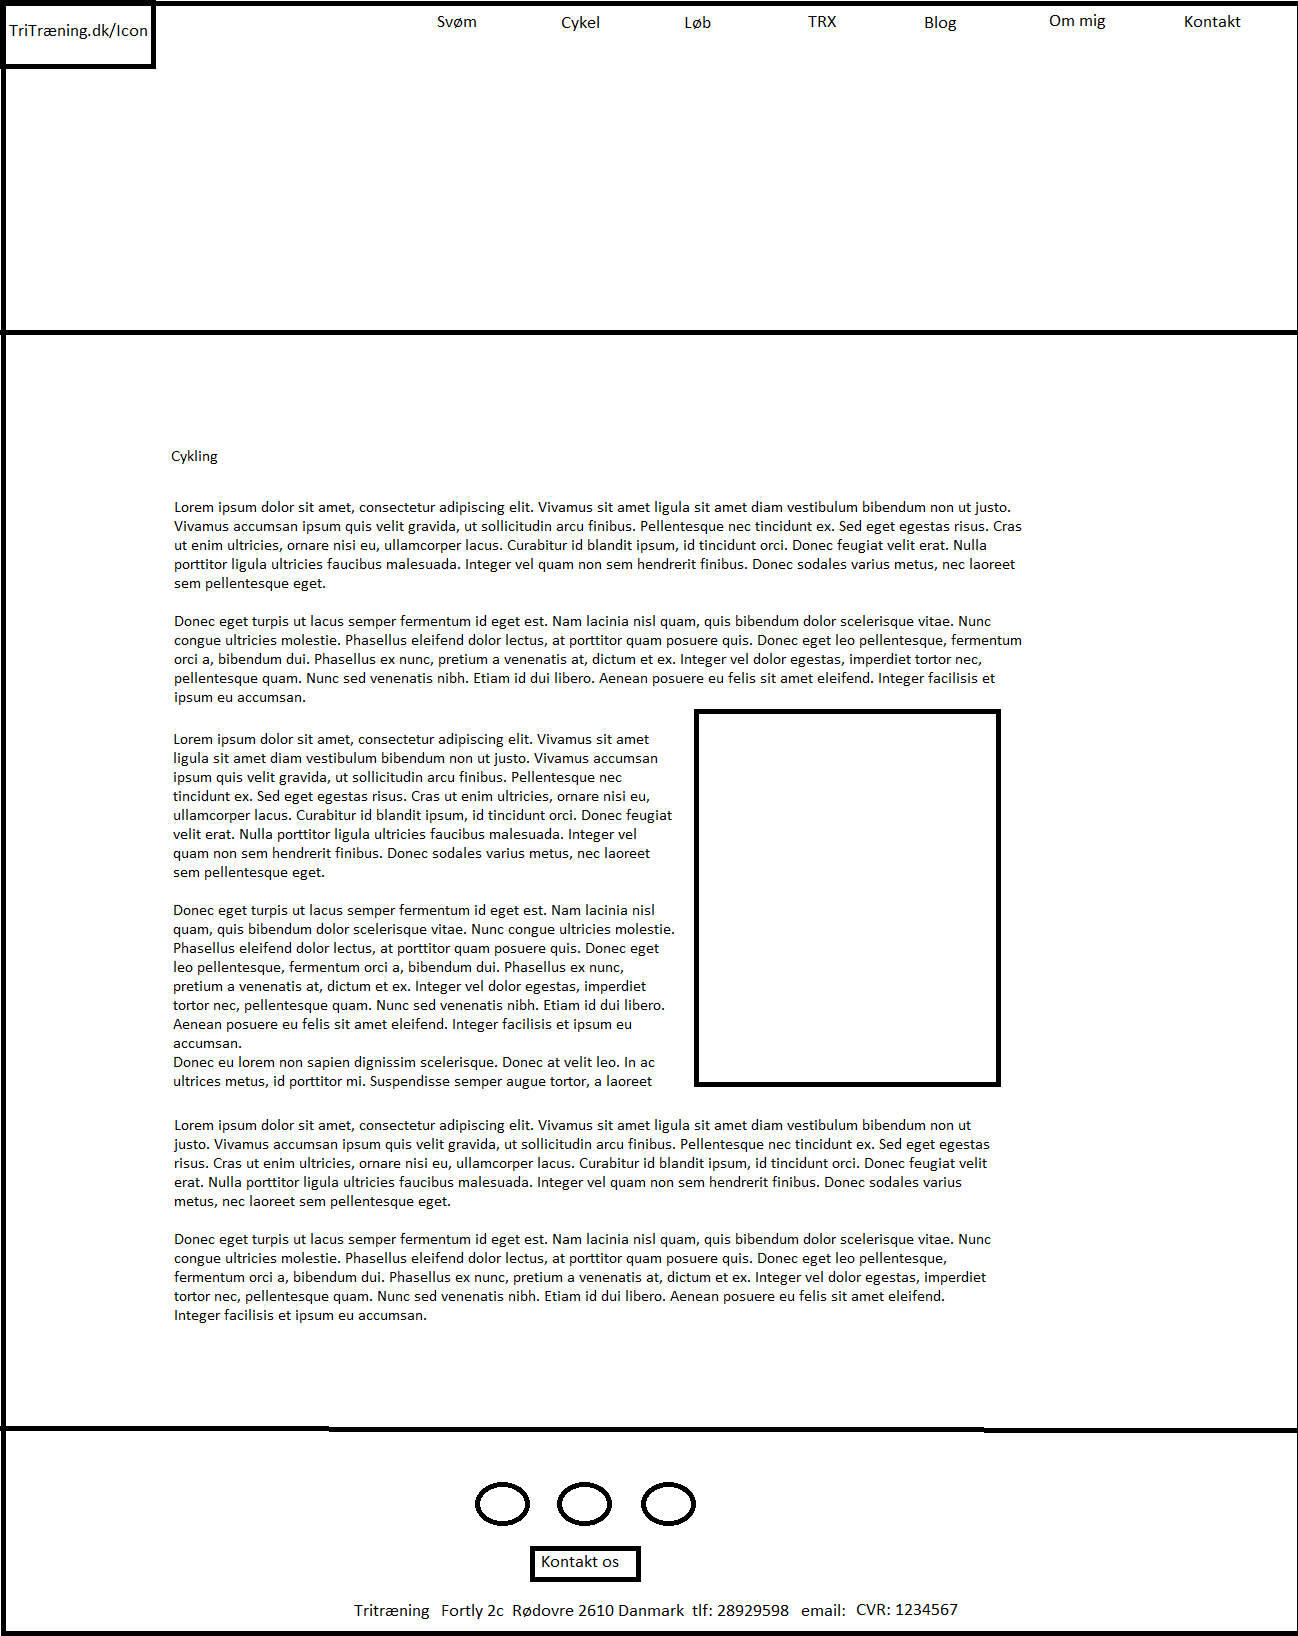 TriTræning.dk/Icon
Svøm
Cykel
Løb
TRX
Blog
Om mig
Kontakt
Cykling
Lorem ipsum dolor sit amet, consectetur adipiscing elit. Vivamus sit amet ligula sit amet diam vestibulum bibendum non ut justo.
Vivamus accumsan ipsum quis velit gravida, ut sollicitudin arcu finibus. Pellentesque nec tincidunt ex. Sed eget egestas risus. Cras
ut enim ultricies, ornare nisi eu, ullamcorper lacus. Curabitur id blandit ipsum, id tincidunt orci. Donec feugiat velit erat. Nulla
porttitor ligula ultricies faucibus malesuada. Integer vel quam non sem hendrerit finibus. Donec sodales varius metus, nec laoreet
sem pellentesque eget.
Donec eget turpis ut lacus semper fermentum id eget est. Nam lacinia nisl quam, quis bibendum dolor scelerisque vitae. Nunc
congue ultricies molestie. Phasellus eleifend dolor lectus, at porttitor quam posuere quis. Donec eget leo pellentesque, fermentum
orci a, bibendum dui. Phasellus ex nunc, pretium a venenatis at, dictum et ex. Integer vel dolor egestas, imperdiet tortor nec,
pellentesque quam. Nunc sed venenatis nibh. Etiam id dui libero. Aenean posuere eu felis sit amet eleifend. Integer facilisis et
ipsum eu accumsan.
Lorem ipsum dolor sit amet, consectetur adipiscing elit. Vivamus sit amet
ligula sit amet diam vestibulum bibendum non ut justo. Vivamus accumsan
ipsum quis velit gravida, ut sollicitudin arcu finibus. Pellentesque nec
tincidunt ex. Sed eget egestas risus. Cras ut enim ultricies, ornare nisi eu,
ullamcorper lacus. Curabitur id blandit ipsum, id tincidunt orci. Donec feugiat
velit erat. Nulla porttitor ligula ultricies faucibus malesuada. Integer vel
quam non sem hendrerit finibus. Donec sodales varius metus, nec laoreet
sem pellentesque eget.
Donec eget turpis ut lacus semper fermentum id eget est. Nam lacinia nisl
quam, quis bibendum dolor scelerisque vitae. Nunc congue ultricies molestie.
Phasellus eleifend dolor lectus, at porttitor quam posuere quis. Donec eget
leo pellentesque, fermentum orci a, bibendum dui. Phasellus ex nunc,
pretium a venenatis at, dictum et ex. Integer vel dolor egestas, imperdiet
tortor nec, pellentesque quam. Nunc sed venenatis nibh. Etiam id dui libero.
Aenean posuere eu felis sit amet eleifend. Integer facilisis et ipsum eu
accumsan.
Donec eu lorem non sapien dignissim scelerisque. Donec at velit leo. In ac
ultrices metus, id porttitor mi. Suspendisse semper augue tortor, a laoreet
Lorem ipsum dolor sit amet, consectetur adipiscing elit. Vivamus sit amet ligula sit amet diam vestibulum bibendum non ut
justo. Vivamus accumsan ipsum quis velit gravida, ut sollicitudin arcu finibus. Pellentesque nec tincidunt ex. Sed eget egestas
risus. Cras ut enim ultricies, ornare nisi eu, ullamcorper lacus. Curabitur id blandit ipsum, id tincidunt orci. Donec feugiat velit
erat. Nulla porttitor ligula ultricies faucibus malesuada. Integer vel quam non sem hendrerit finibus. Donec sodales varius
metus, nec laoreet sem pellentesque eget.
Donec eget turpis ut lacus semper fermentum id eget est. Nam lacinia nisl quam, quis bibendum dolor scelerisque vitae. Nunc
congue ultricies molestie. Phasellus eleifend dolor lectus, at porttitor quam posuere quis. Donec eget leo pellentesque,
fermentum orci a, bibendum dui. Phasellus ex nunc, pretium a venenatis at, dictum et ex. Integer vel dolor egestas, imperdiet
tortor nec, pellentesque quam. Nunc sed venenatis nibh. Etiam id dui libero. Aenean posuere eu felis sit amet eleifend.
Integer facilisis et ipsum eu accumsan.
Kontakt os
Tritræning Fortly 2c Rødovre 2610 Danmark tlf: 28929598 email: CVR: 1234567